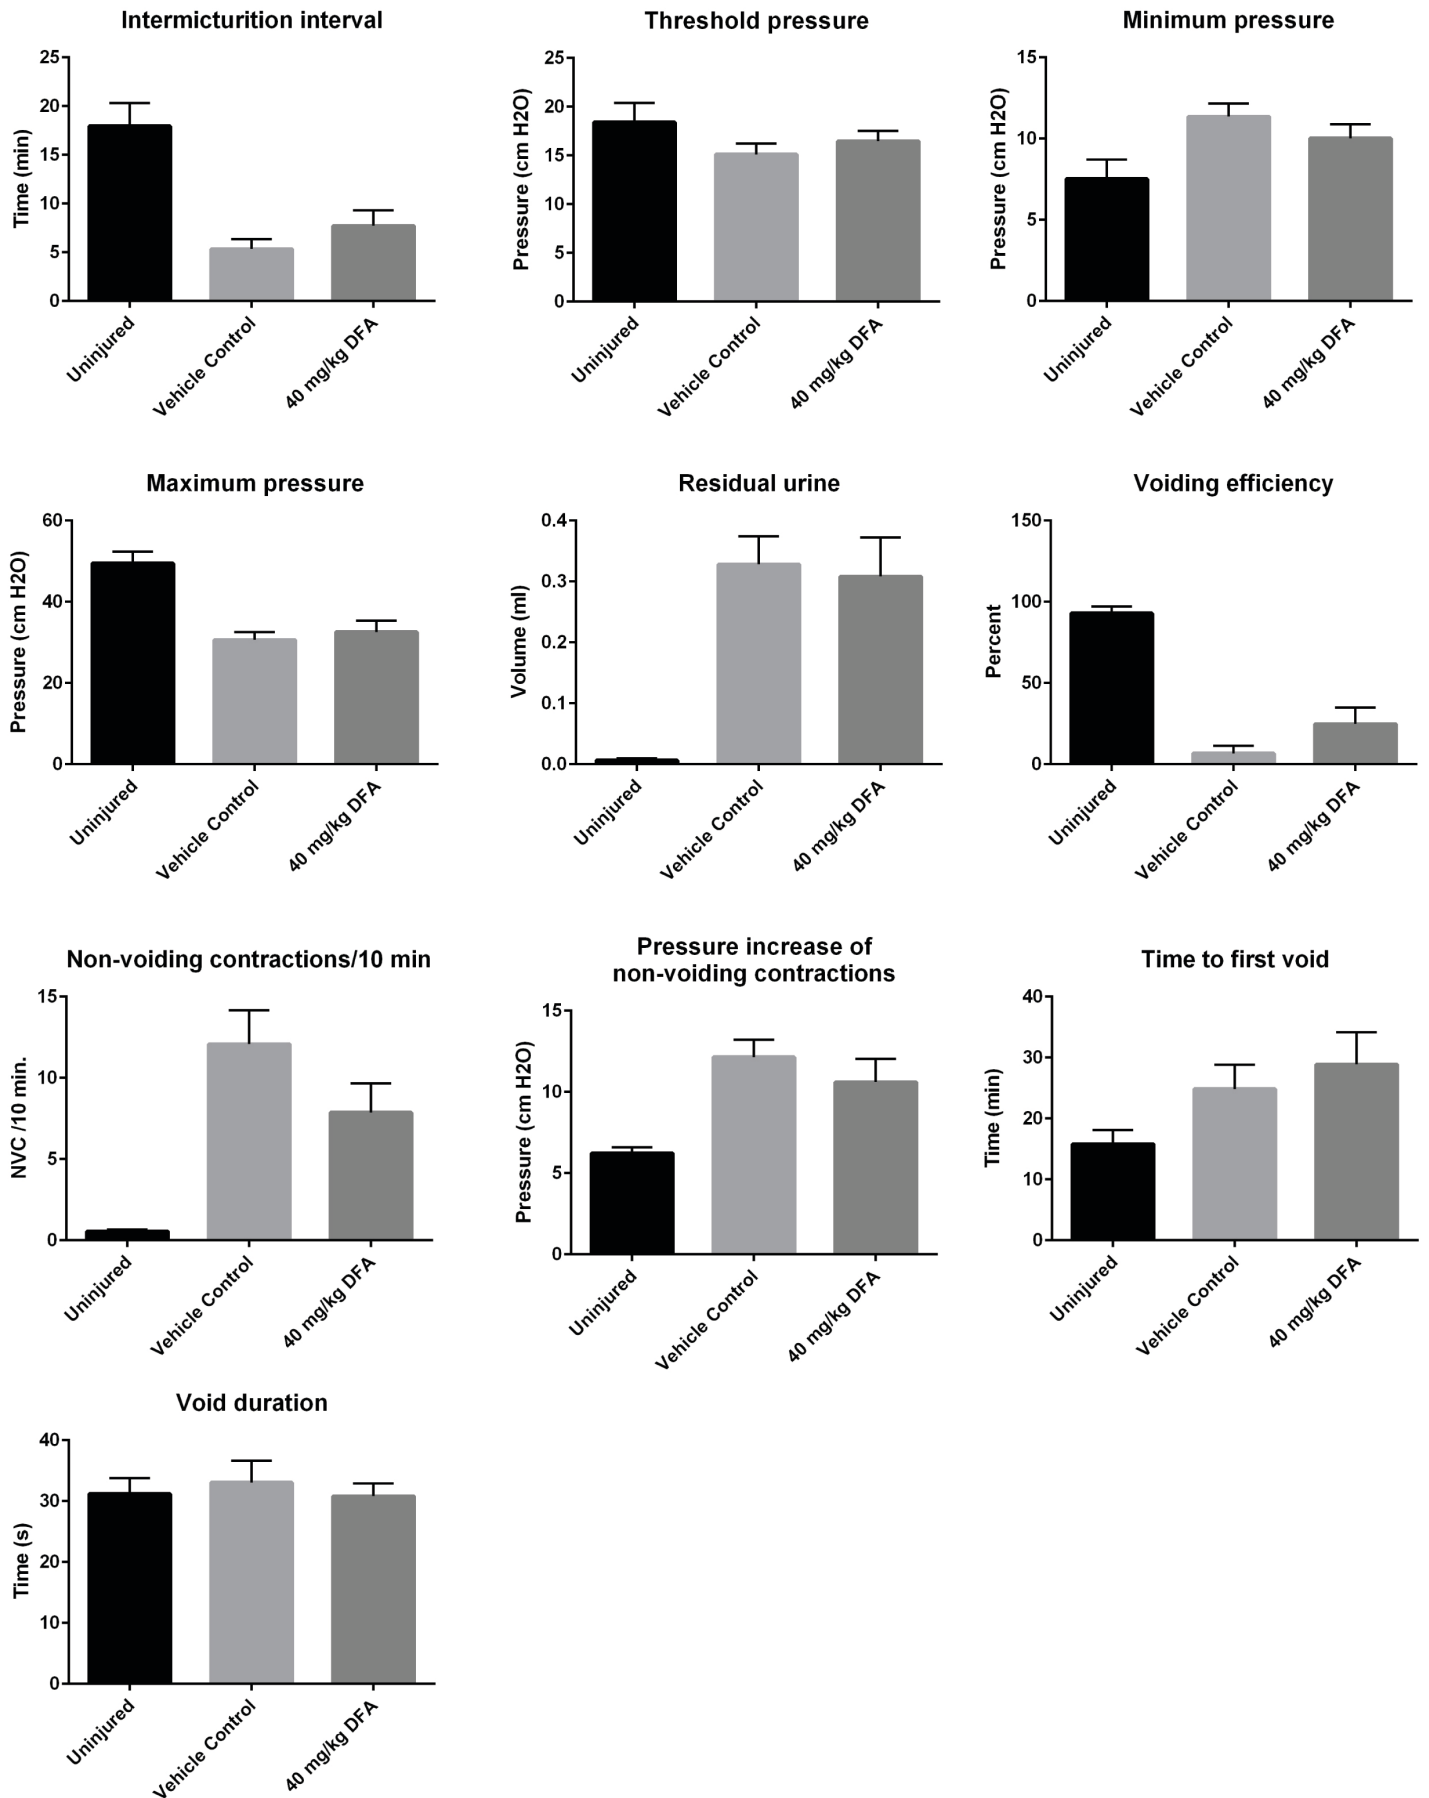 Intermicturition interval
Time (min)
25
20
15
10
5
0
Uninjured
Vehicle Control
40 mg/kg DFA
Threshold pressure
Pressure (cm H2O)
25
20
15
10
5
0
Uninjured
Vehicle Control
40 mg/kg DFA
Minimum pressure
Pressure (cm H2O)
15
10
5
0
Uninjured
Vehicle Control
40 mg/kg DFA
Maximum pressure
Pressure (cm H2O)
60
40
20
0
Uninjured
Vehicle Control
40 mg/kg DFA
Residual urine
Volume (ml)
0.4
0.3
0.2
0.1
0.0
Uninjured
Vehicle Control
40 mg/kg DFA
Voiding efficiency
Percent
150
100
50
0
Uninjured
Vehicle Control
40 mg/kg DFA
Non-voiding contractions/10 min
NVC /10 min.
15
10
5
0
Uninjured
Vehicle Control
40 mg/kg DFA
Pressure increase of
non-voiding contractions
Pressure (cm H2O)
15
10
5
0
Uninjured
Vehicle Control
40 mg/kg DFA
Time to first void
Time (min)
40
30
20
10
0
Uninjured
Vehicle Control
40 mg/kg DFA
Void duration
Time (s)
40
30
20
10
0
Uninjured
Vehicle Control
40 mg/kg DFA